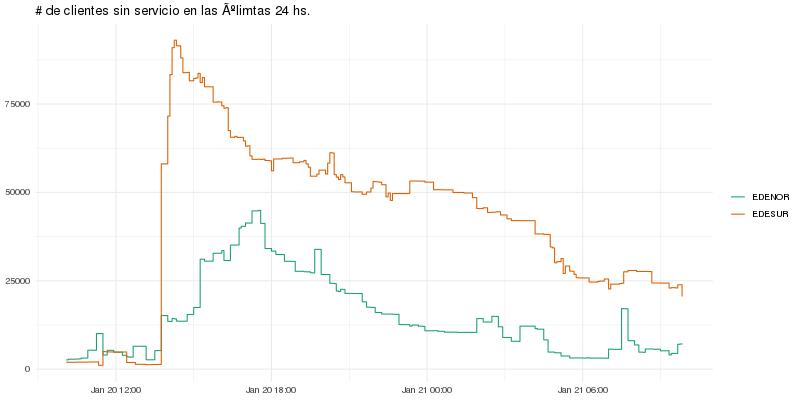 # de clientes sin servicio en las Ãºlimtas 24 hs.
75000
50000
25000
0
Jan 20 12:00
Jan 20 18:00
Jan 21 00:00
Jan 21 06:00
EDENOR
EDESUR